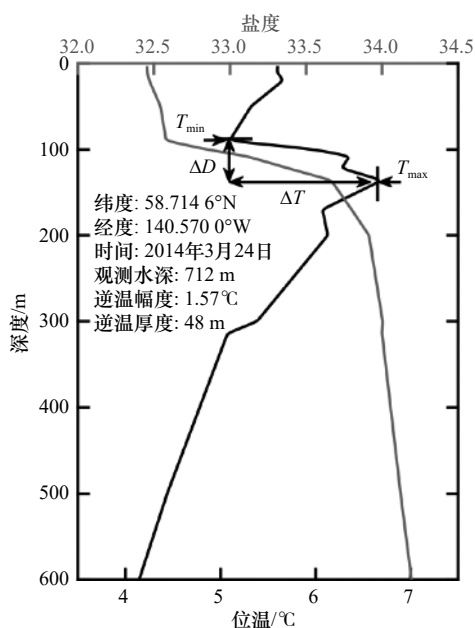 盐度
32.0 32.5 33.0 33.5 34.0 34.5
0
Tmin
100
ΔD
Tmax
ΔT
纬度: 58.714 6°N
经度: 140.570 0°W
200
时间: 2014年3月24日
观测水深: 712 m
逆温幅度: 1.57℃
300
逆温厚度: 48 m
深度/m
400
500
600
4 5 6 7
位温/℃